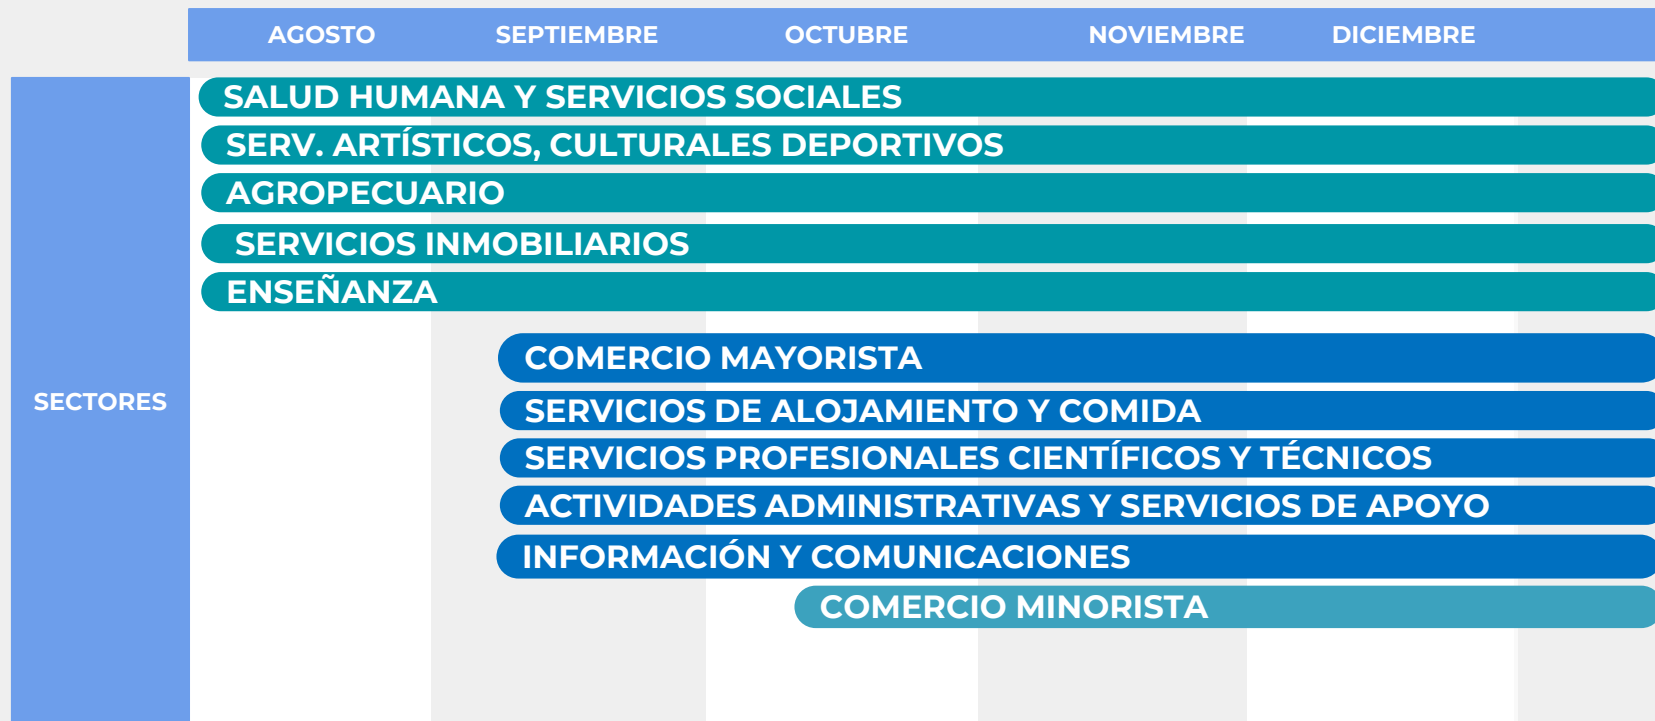 AGOSTO SEPTIEMBRE OCTUBRE NOVIEMBRE DICIEMBRE
SALUD HUMANA Y SERVICIOS SOCIALES
SERV. ARTÍSTICOS, CULTURALES DEPORTIVOS
AGROPECUARIO
SERVICIOS INMOBILIARIOS
ENSEÑANZA
COMERCIO MAYORISTA
SECTORES
SERVICIOS DE ALOJAMIENTO Y COMIDA
SERVICIOS PROFESIONALES CIENTÍFICOS Y TÉCNICOS
ACTIVIDADES ADMINISTRATIVAS Y SERVICIOS DE APOYO
INFORMACIÓN Y COMUNICACIONES
COMERCIO MINORISTA